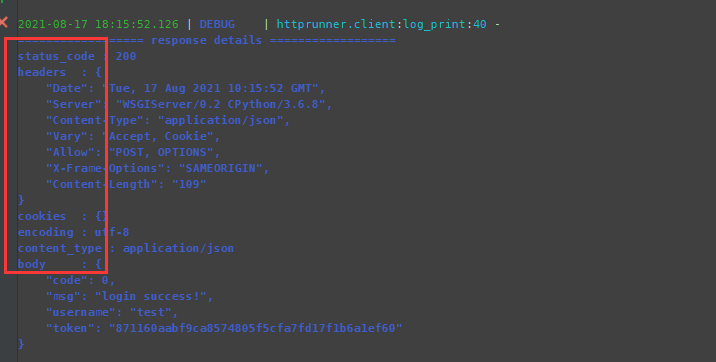 2021-08-17 18:15:52.126 | DEBUG    | httprunner.client:log_print:40 -
================== response details ==================
status_code : 200
headers  : {
    "Date": "Tue, 17 Aug 2021 10:15:52 GMT",
    "Server": "WSGIServer/0.2 CPython/3.6.8",
    "Content-Type": "application/json",
    "Vary": "Accept, Cookie",
    "Allow": "POST, OPTIONS",
    "X-Frame-Options": "SAMEORIGIN",
    "Content-Length": "109"
}
cookies  : {}
encoding : utf-8
content_type : application/json
body     : {
    "code": 0,
    "msg": "login success!",
    "username": "test",
    "token": "871160aabf9ca8574805f5cfa7fd17f1b6a1ef60"
}